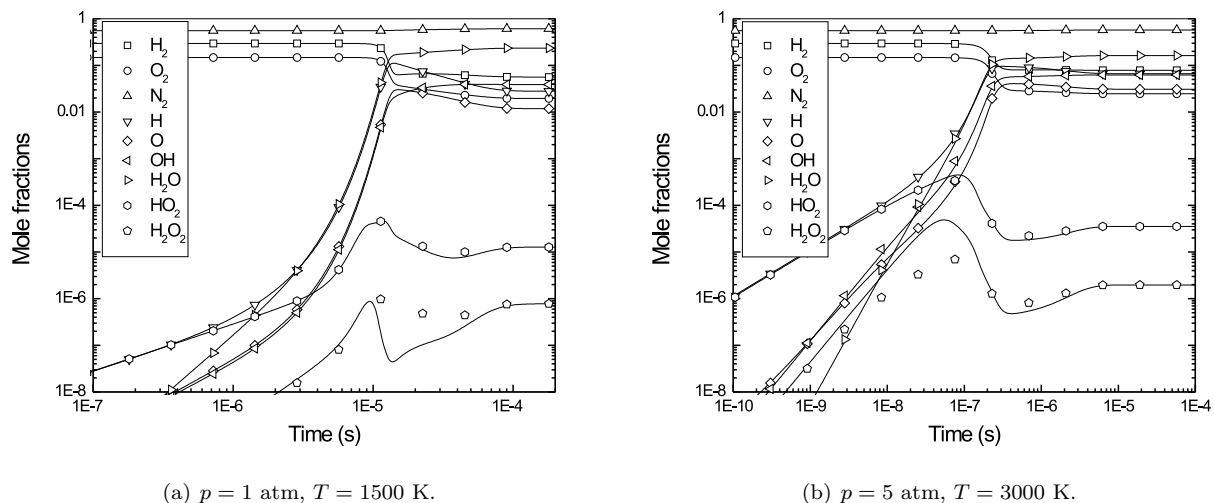 1
0.01
1E-4
1E-6
1E-8
Mole fractions
H2
O2
N2
H
O
OH
H2O
HO2
H2O2
1E-7 1E-6 1E-5 1E-4
Time (s)
(a) p = 1 atm, T = 1500 K.
1
0.01
1E-4
1E-6
1E-8
Mole fractions
H2
O2
N2
H
O
OH
H2O
HO2
H2O2
1E-10 1E-9 1E-8 1E-7 1E-6 1E-5 1E-4
Time (s)
(b) p = 5 atm, T = 3000 K.